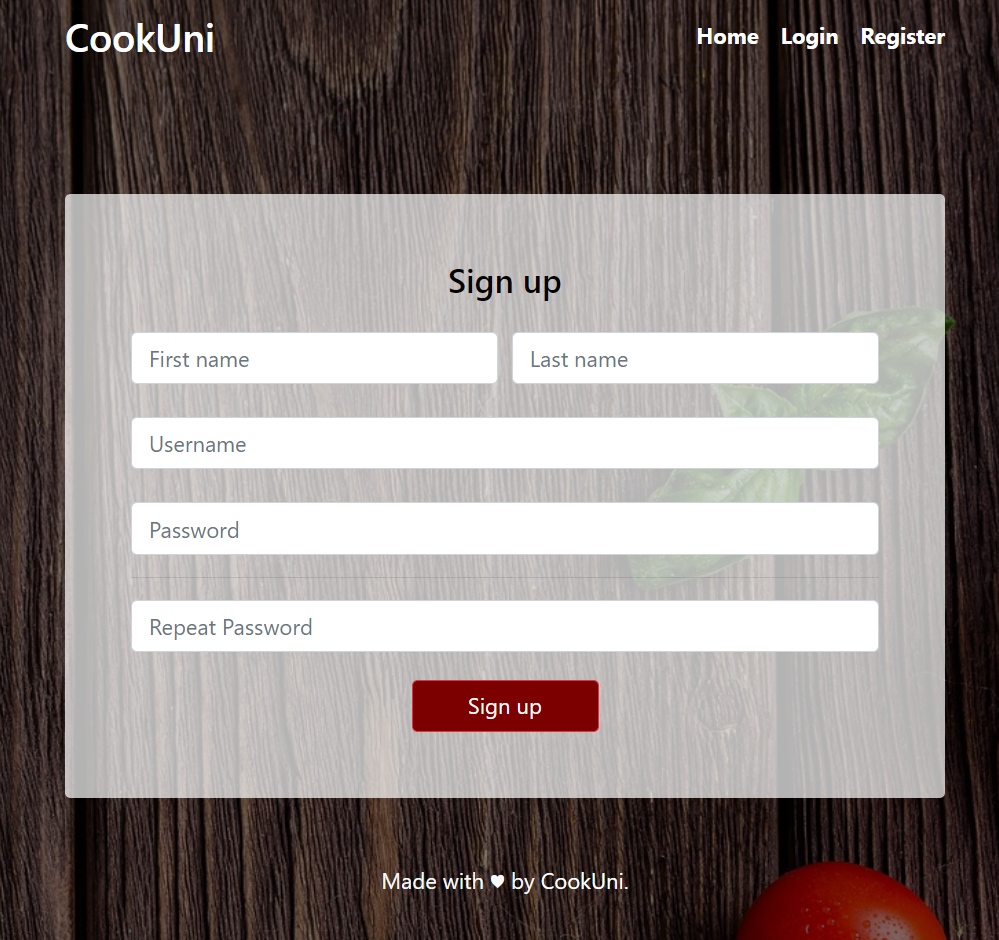 CookUni
Home Login Register
Sign up
First name Last name
Username
Password
Repeat Password
Sign up
Made with ♥ by CookUni.